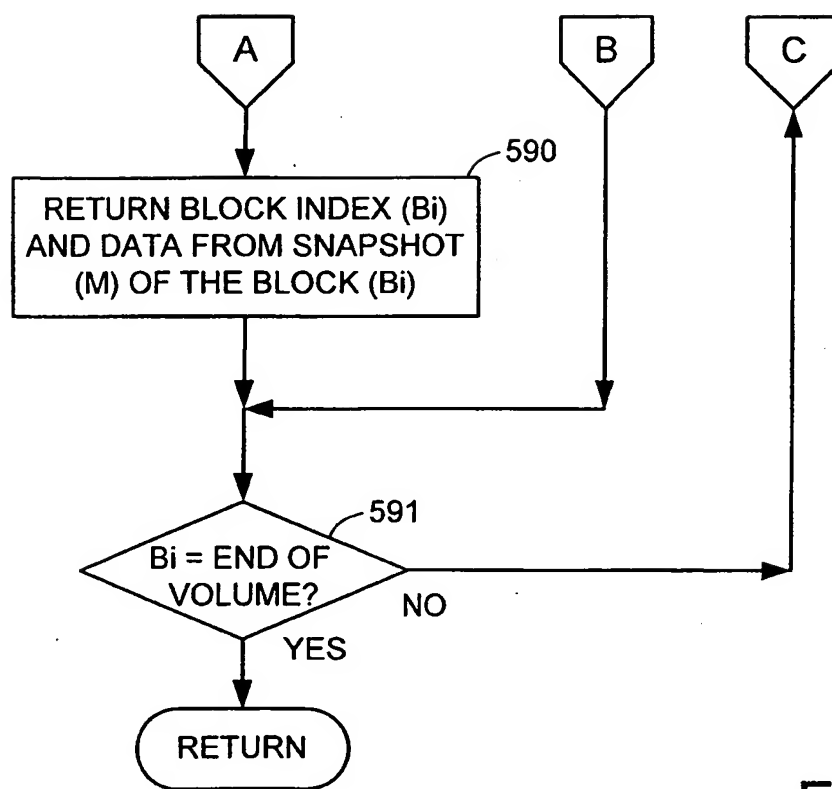 A
B
C
590
RETURN BLOCK INDEX (Bi)
AND DATA FROM SNAPSHOT
(M) OF THE BLOCK (Bi)
591
Bi = END OF
VOLUME?
NO
YES
RETURN